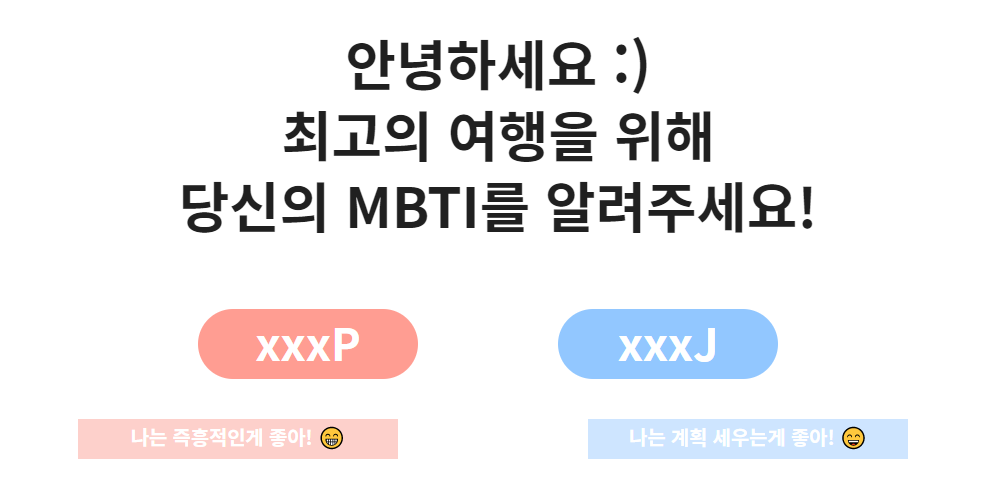 안녕하세요 :)
최고의 여행을 위해
당신의 MBTI를 알려주세요!
xxxP
xxxJ
나는 즉흥적인게 좋아! 😁
나는 계획 세우는게 좋아! 😄